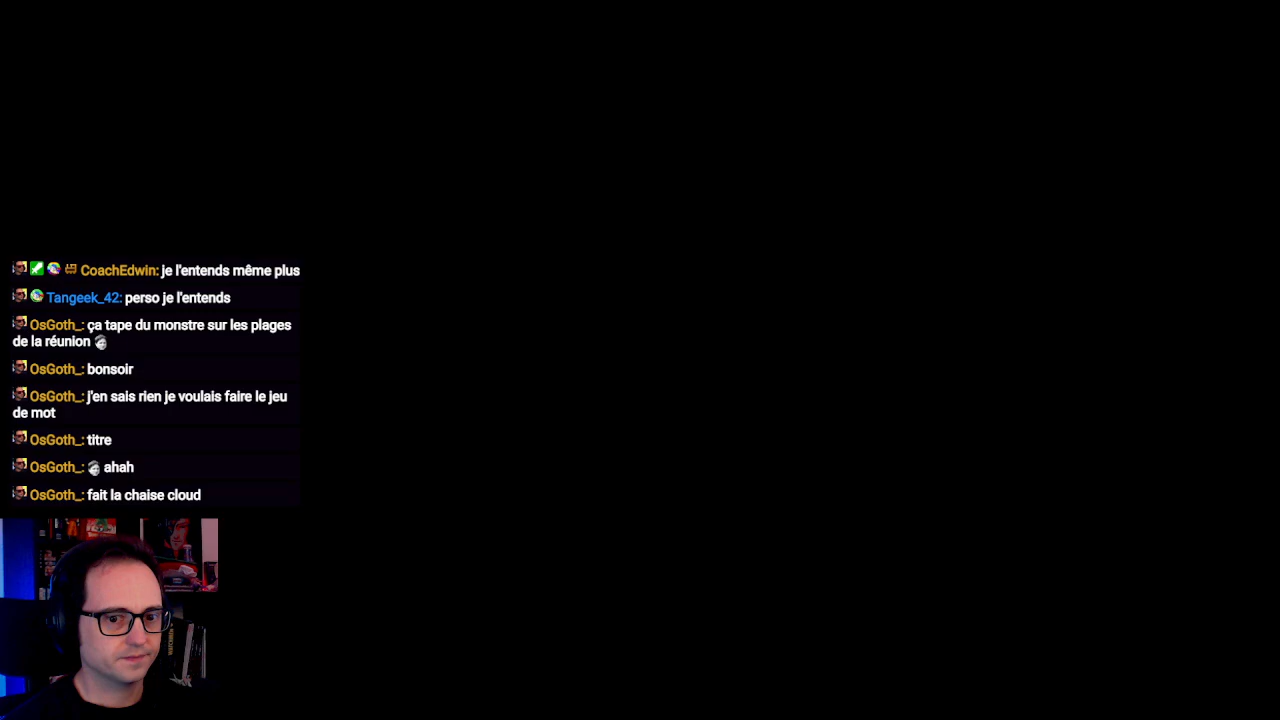 CoachEdwin: je l'entends même plus
Tangeek_42: perso je l'entends
OsGoth_: ça tape du monstre sur les plages
de la réunion
OsGoth_: bonsoir
OsGoth_: j'en sais rien je voulais faire le jeu
de mot
OsGoth_: titre
OsGoth_: ahah
OsGoth_: fait la chaise cloud
WATCHMEN